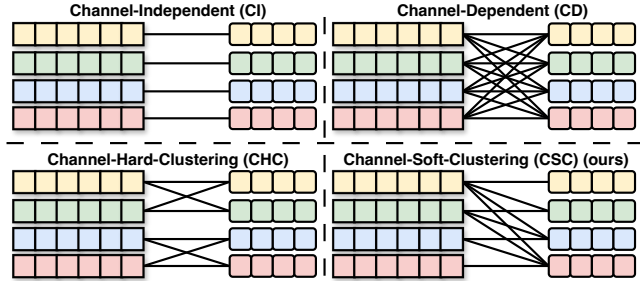 Channel-Independent (CI)
Channel-Dependent (CD)
Channel-Hard-Clustering (CHC)
Channel-Soft-Clustering (CSC) (ours)